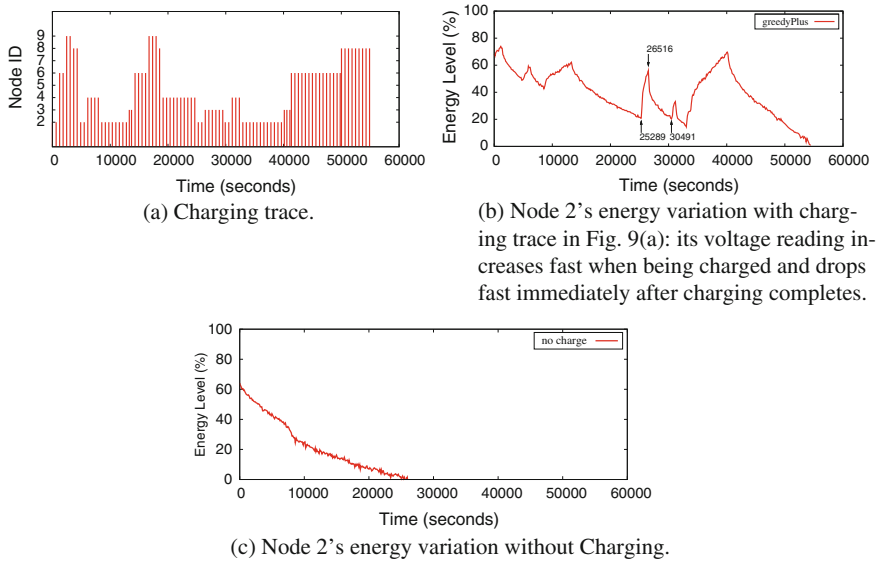 Node ID
9
8
6
4
3
2
0 10000 20000 30000 40000 50000 60000
Time (seconds)
(a) Charging trace.
Energy Level (%)
100
80
60
40
20
0
greedyPlus
26516
25289
30491
0 10000 20000 30000 40000 50000 60000
Time (seconds)
(b) Node 2's energy variation with charg-
ing trace in Fig. 9(a): its voltage reading in-
creases fast when being charged and drops
fast immediately after charging completes.
Energy Level (%)
100
80
60
40
20
0
no charge
0 10000 20000 30000 40000 50000 60000
Time (seconds)
(c) Node 2's energy variation without Charging.